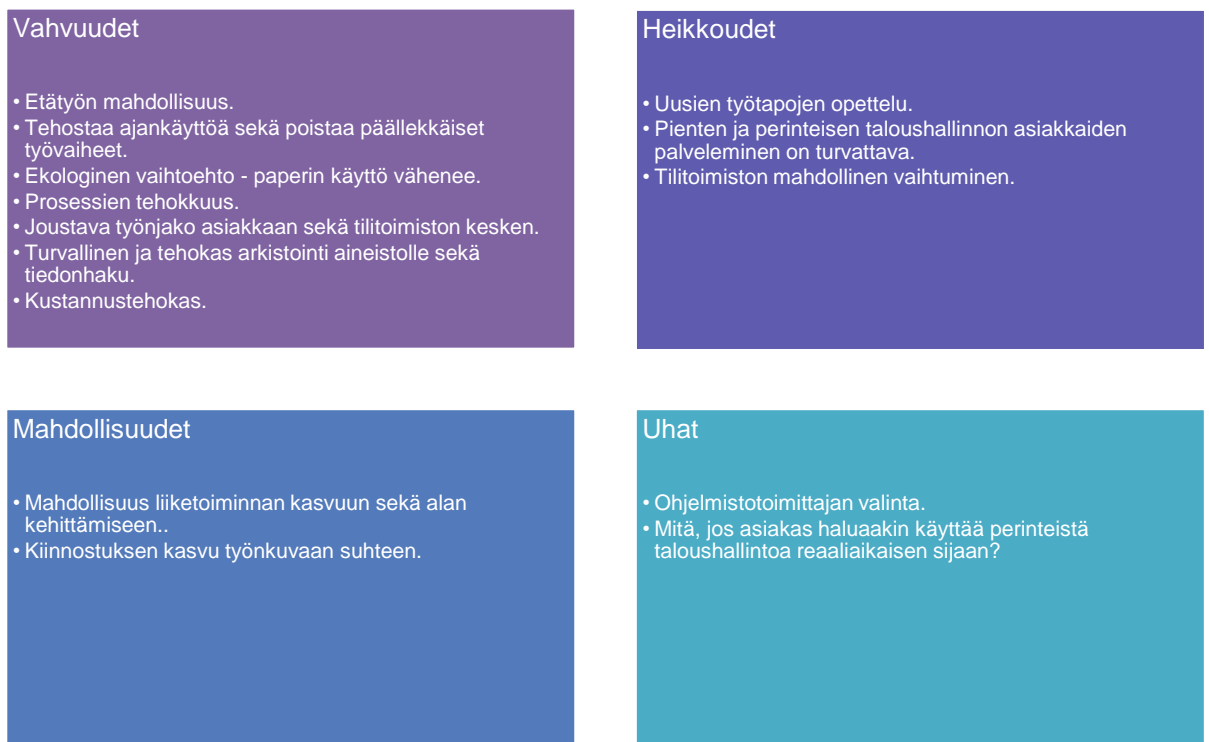 Vahvuudet
• Etätyön mahdollisuus.
• Tehostaa ajankäyttöä sekä poistaa päällekkäiset
työvaiheet.
• Ekologinen vaihtoehto - paperin käyttö vähenee.
• Prosessien tehokkuus.
• Joustava työnjako asiakkaan sekä tilitoimiston kesken.
• Turvallinen ja tehokas arkistointi aineistolle sekä
tiedonhaku.
• Kustannustehokas.
Heikkoudet
• Uusien työtapojen opettelu.
• Pienten ja perinteisen taloushallinnon asiakkaiden
palveleminen on turvattava.
• Tilitoimiston mahdollinen vaihtuminen.
Mahdollisuudet
• Mahdollisuus liiketoiminnan kasvuun sekä alan
kehittämiseen..
• Kiinnostuksen kasvu työnkuvaan suhteen.
Uhat
• Ohjelmistotoimittajan valinta.
• Mitä, jos asiakas haluaakin käyttää perinteistä
taloushallintoa reaaliaikaisen sijaan?